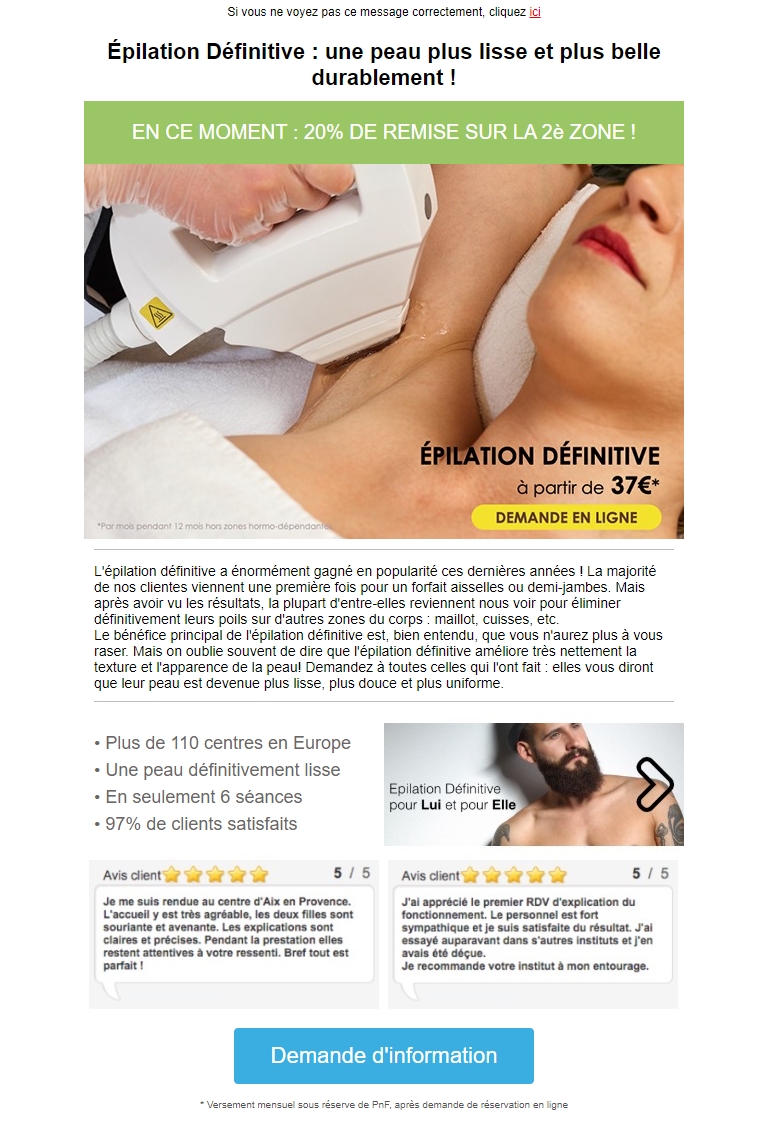 Si vous ne voyez pas ce message correctement, cliquez ici
Épilation Définitive : une peau plus lisse et plus belle
durablement !
EN CE MOMENT : 20% DE REMISE SUR LA 2è ZONE !
ÉPILATION DÉFINITIVE
à partir de 37€*
DEMANDE EN LIGNE
*Par mois pendant 12 mois hors zones hormo-dépendantes
L'épilation définitive a énormément gagné en popularité ces dernières années ! La majorité
de nos clientes viennent une première fois pour un forfait aisselles ou demi-jambes. Mais
après avoir vu les résultats, la plupart d'entre-elles reviennent nous voir pour éliminer
définitivement leurs poils sur d'autres zones du corps : maillot, cuisses, etc.
Le bénéfice principal de l'épilation définitive est, bien entendu, que vous n'aurez plus à vous
raser. Mais on oublie souvent de dire que l'épilation définitive améliore très nettement la
texture et l'apparence de la peau! Demandez à toutes celles qui l'ont fait : elles vous diront
que leur peau est devenue plus lisse, plus douce et plus uniforme.
• Plus de 110 centres en Europe
• Une peau définitivement lisse
• En seulement 6 séances
• 97% de clients satisfaits
Epilation Définitive
pour Lui et pour Elle
Avis client 5 / 5
Je me suis rendue au centre d'Aix en Provence.
L'accueil y est très agréable, les deux filles sont
souriante et avenante. Les explications sont
claires et précises. Pendant la prestation elles
restent attentives à votre ressenti. Bref tout est
parfait !
Avis client 5 / 5
J'ai apprécié le premier RDV d'explication du
fonctionnement. Le personnel est fort
sympathique et je suis satisfaite du résultat. J'ai
essayé auparavant dans s'autres instituts et j'en
avais été déçue.
Je recommande votre institut à mon entourage.
Demande d'information
* Versement mensuel sous réserve de PnF, après demande de réservation en ligne